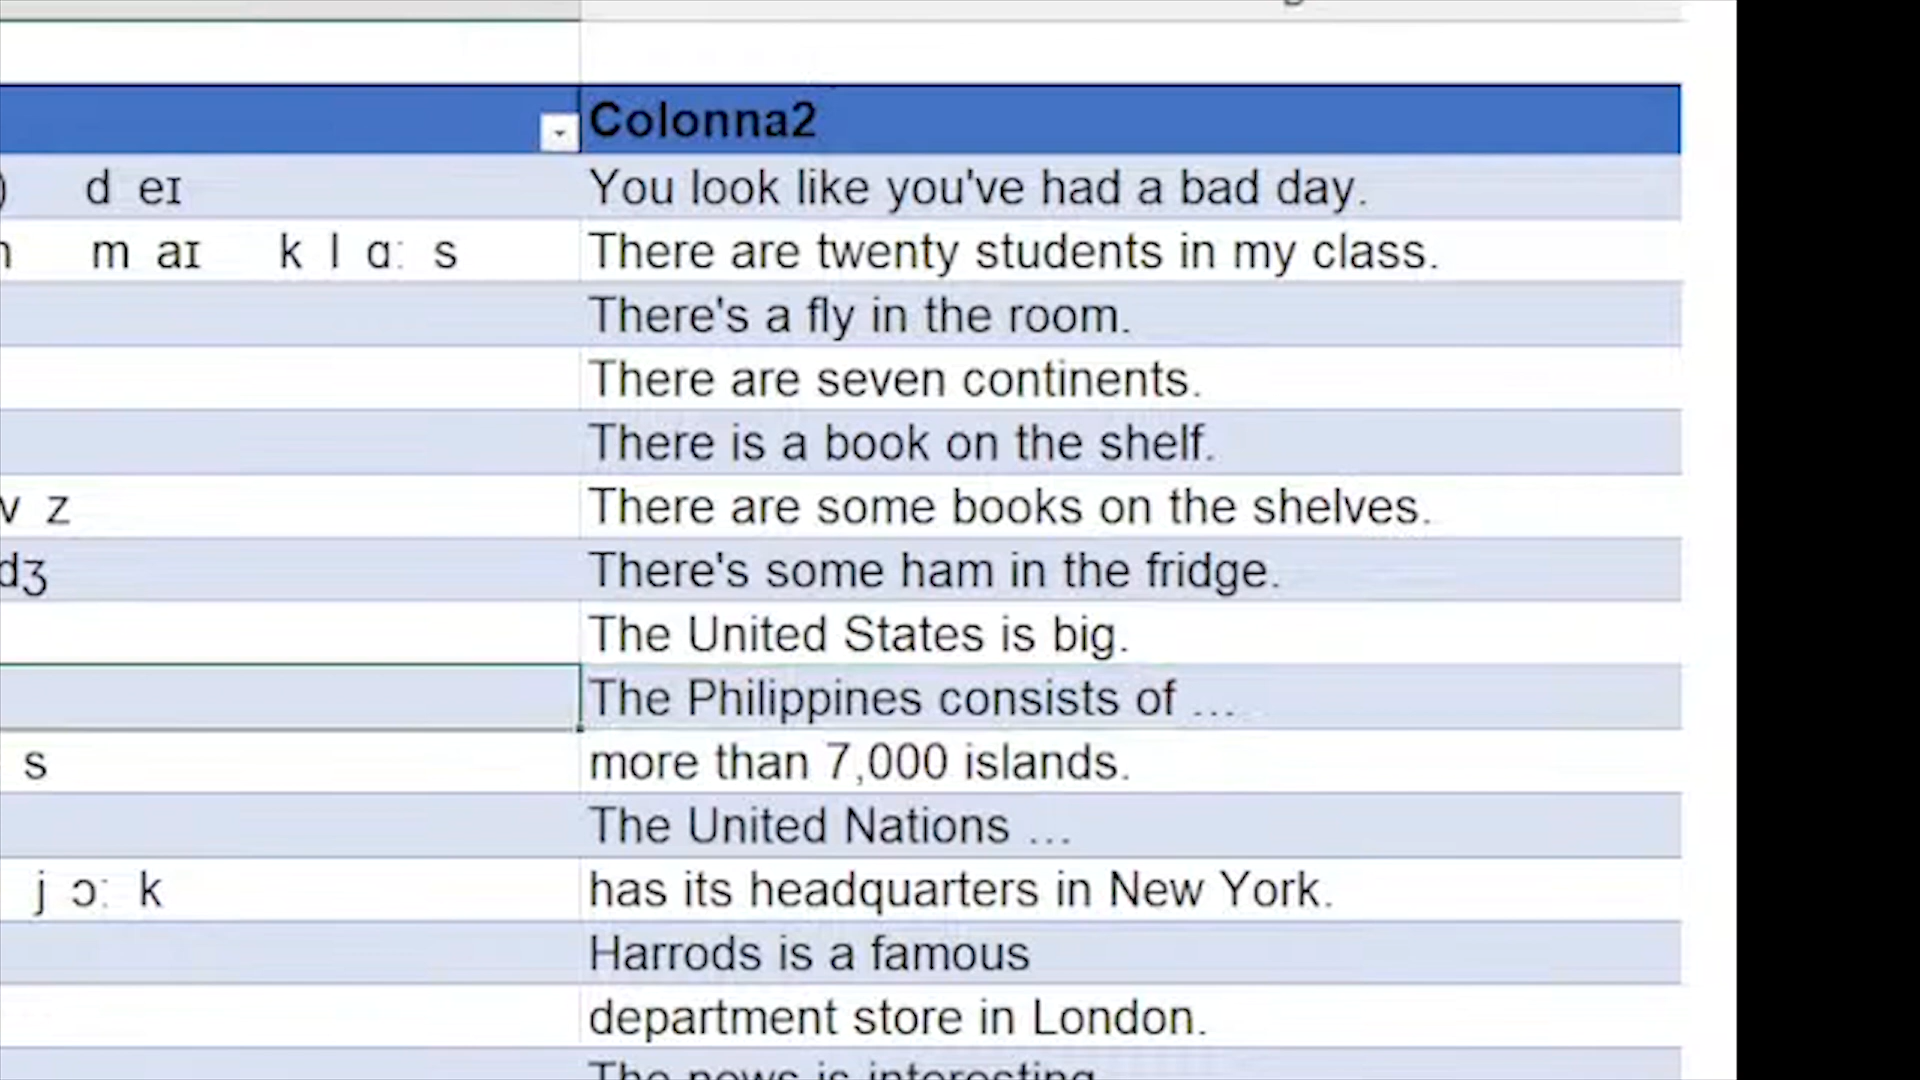 Colonna2
d eɪ You look like you've had a bad day.
m aɪ k l ɑː s There are twenty students in my class.
There's a fly in the room.
There are seven continents.
There is a book on the shelf.
v z There are some books on the shelves.
dʒ There's some ham in the fridge.
The United States is big.
The Philippines consists of …
s more than 7,000 islands.
The United Nations …
j ɔː k has its headquarters in New York.
Harrods is a famous
department store in London.
The news is interesting